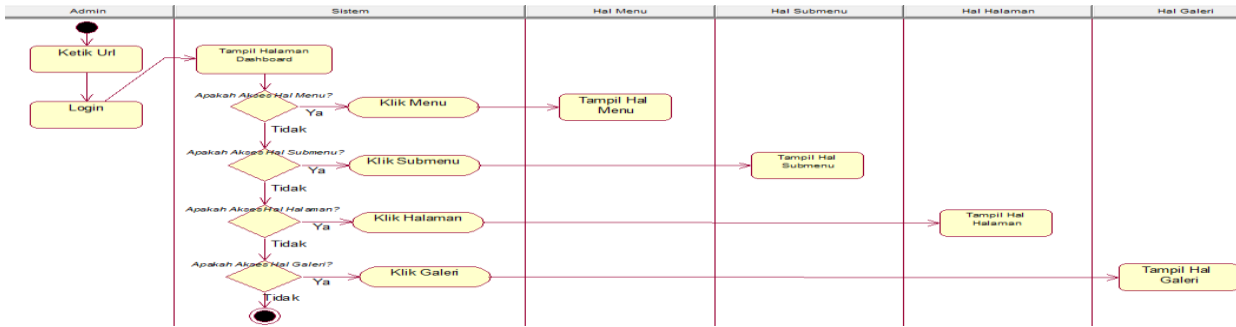 Admin
Sistem
Hal Menu
Hal Submenu
Hal Halaman
Hal Galeri
Ketik Url
Login
Tampil Halaman
Dashboard
Apakah Akses Hal Menu?
Ya
Klik Menu
Tampil Hal
Menu
Tidak
Apakah Akses Hal Submenu?
Ya
Klik Submenu
Tampil Hal
Submenu
Tidak
Apakah Akses Hal Halaman?
Ya
Klik Halaman
Tampil Hal
Halaman
Tidak
Apakah Akses Hal Galeri?
Ya
Klik Galeri
Tampil Hal
Galeri
Tidak